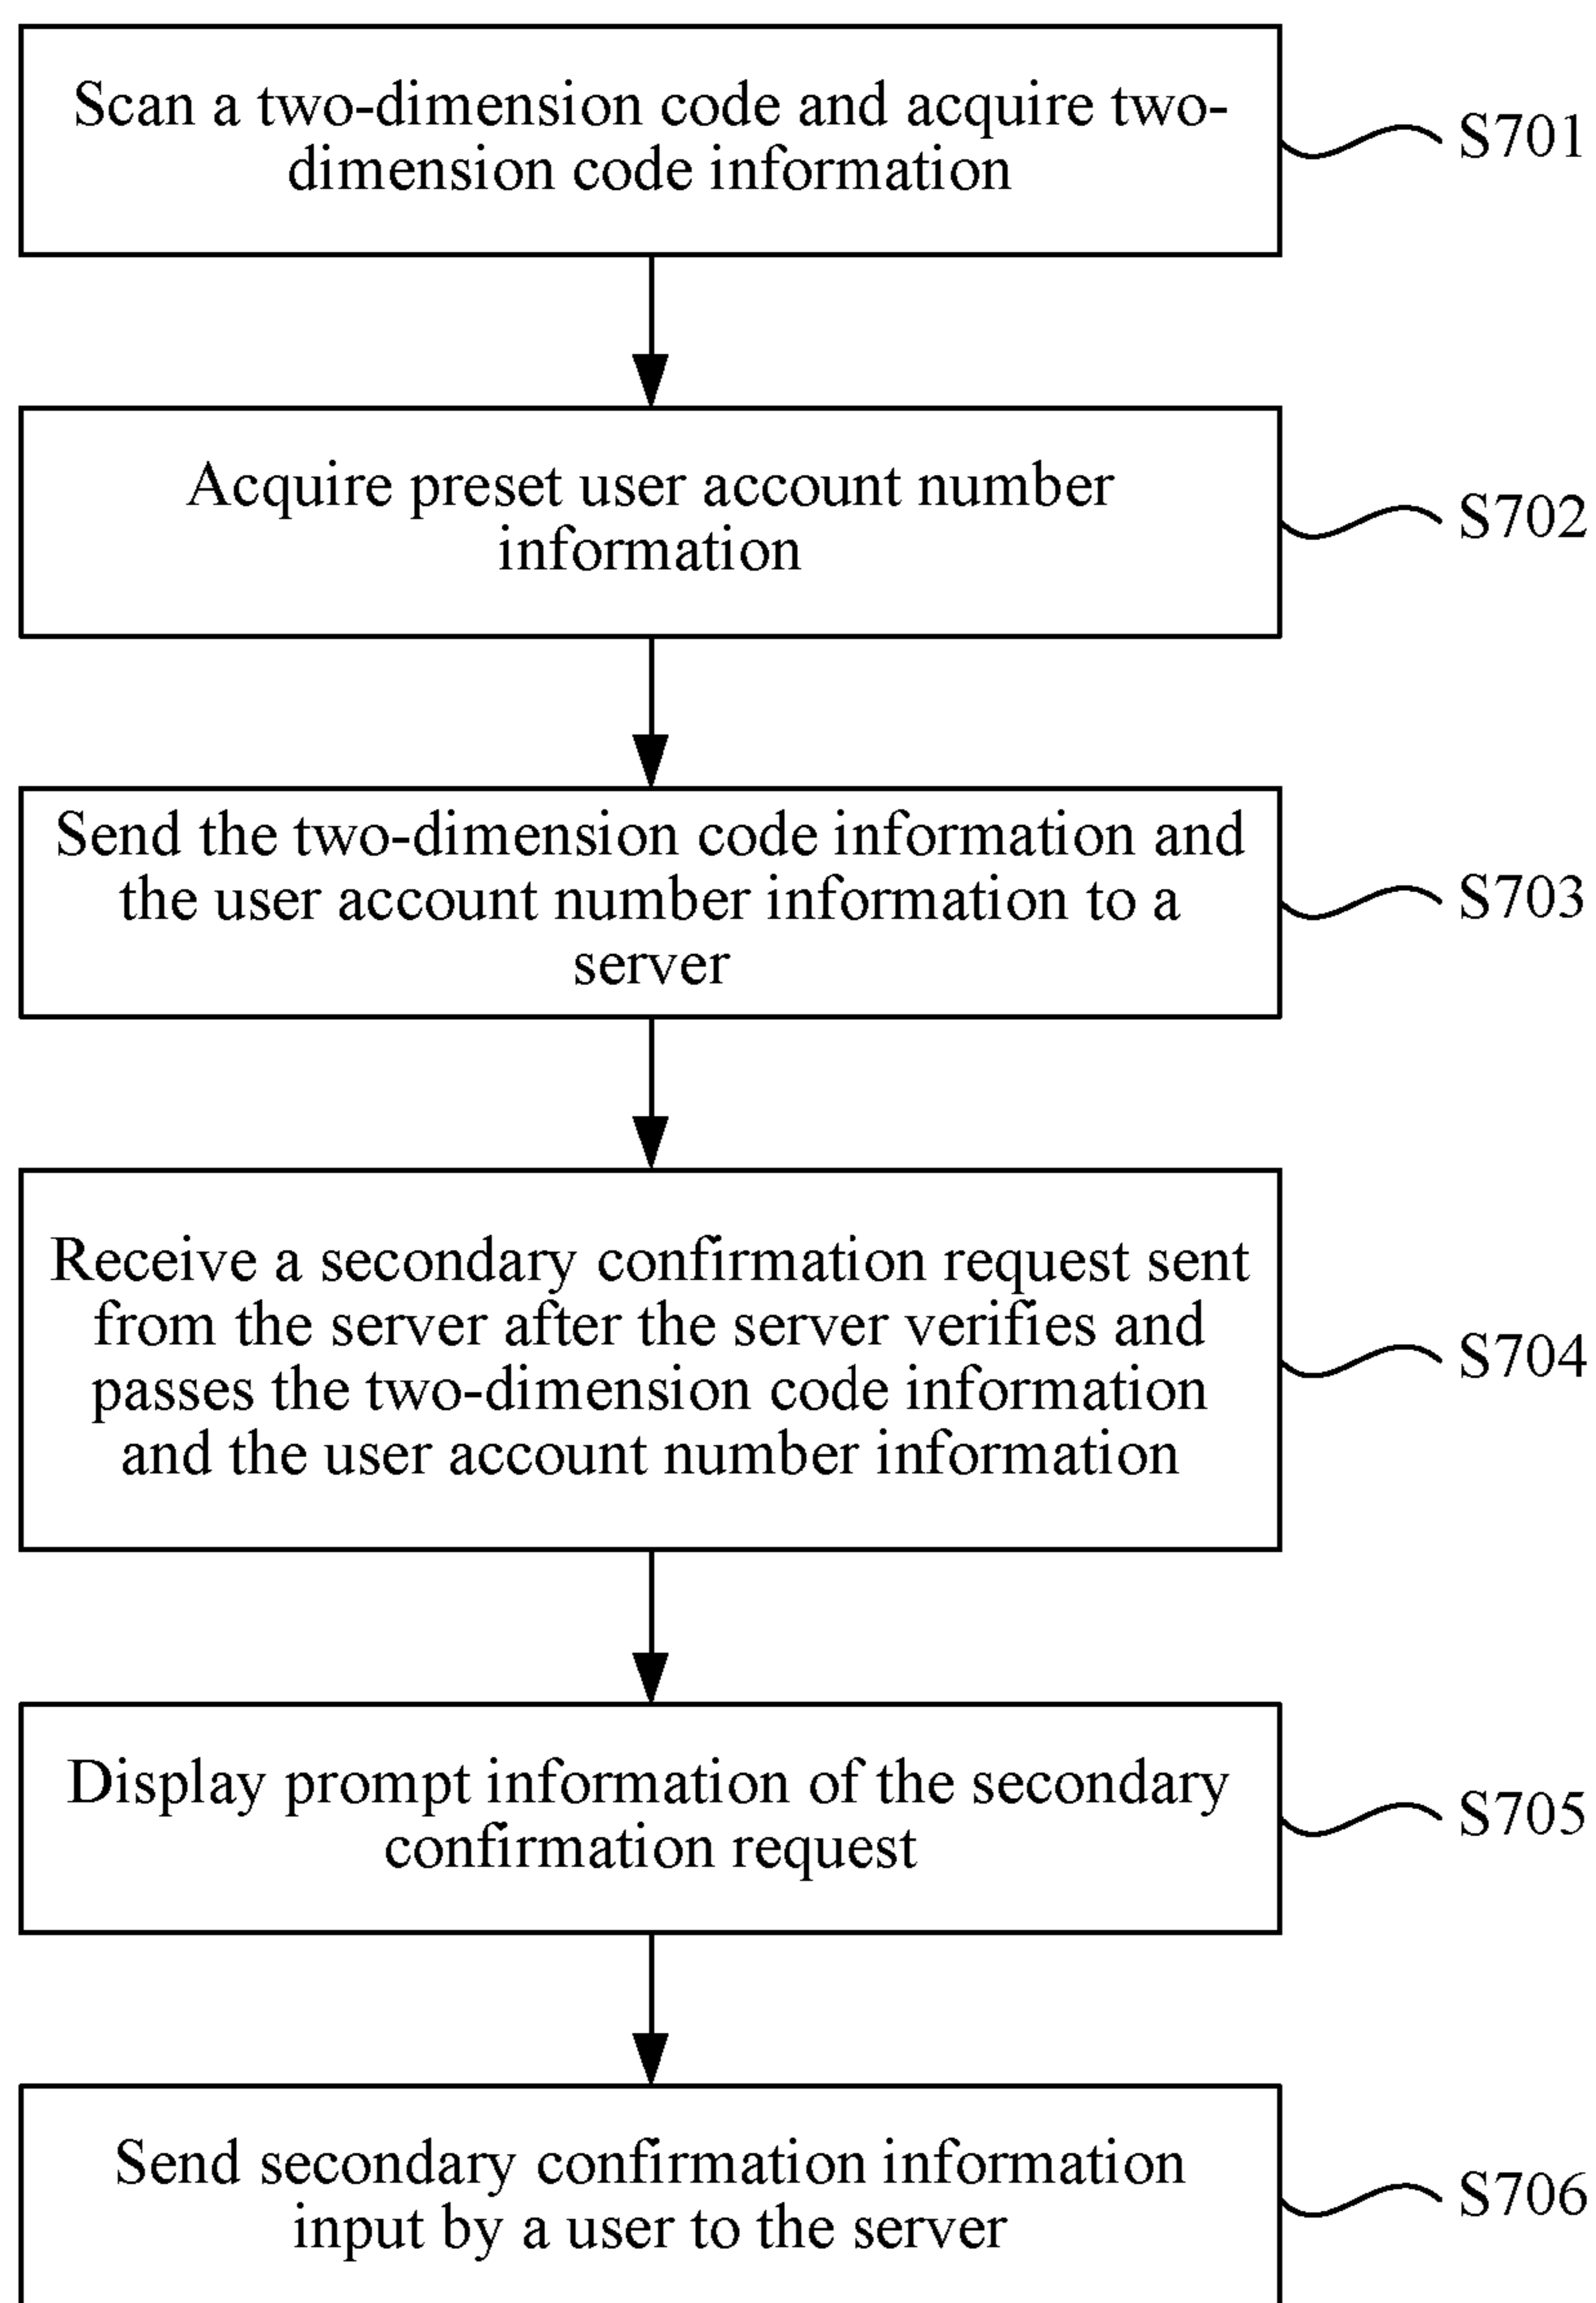 Scan a two-dimension code and acquire two-
dimension code information
S701
Acquire preset user account number
information
S702
Send the two-dimension code information and
the user account number information to a
server
S703
Receive a secondary confirmation request sent
from the server after the server verifies and
passes the two-dimension code information
and the user account number information
S704
Display prompt information of the secondary
confirmation request
S705
Send secondary confirmation information
input by a user to the server
S706